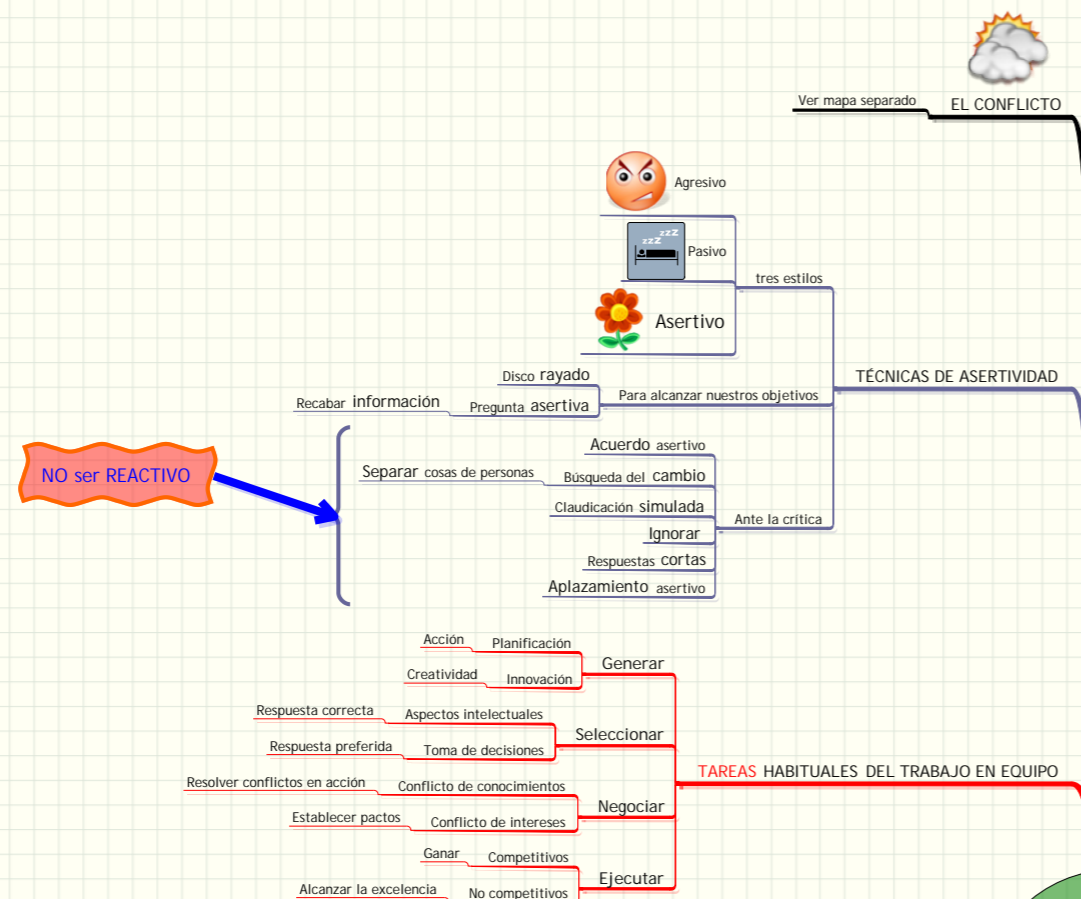 EL CONFLICTO
Ver mapa separado
TÉCNICAS DE ASERTIVIDAD
tres estilos
Agresivo
zzZ
zzZ
Pasivo
Asertivo
Para alcanzar nuestros objetivos
Disco rayado
Pregunta asertiva
Recabar información
Ante la crítica
Acuerdo asertivo
Búsqueda del cambio
Separar cosas de personas
Claudicación simulada
Ignorar
Respuestas cortas
Aplazamiento asertivo
NO ser REACTIVO
TAREAS HABITUALES DEL TRABAJO EN EQUIPO
Generar
Planificación
Acción
Innovación
Creatividad
Seleccionar
Aspectos intelectuales
Respuesta correcta
Toma de decisiones
Respuesta preferida
Negociar
Conflicto de conocimientos
Resolver conflictos en acción
Conflicto de intereses
Establecer pactos
Ejecutar
Competitivos
Ganar
No competitivos
Alcanzar la excelencia